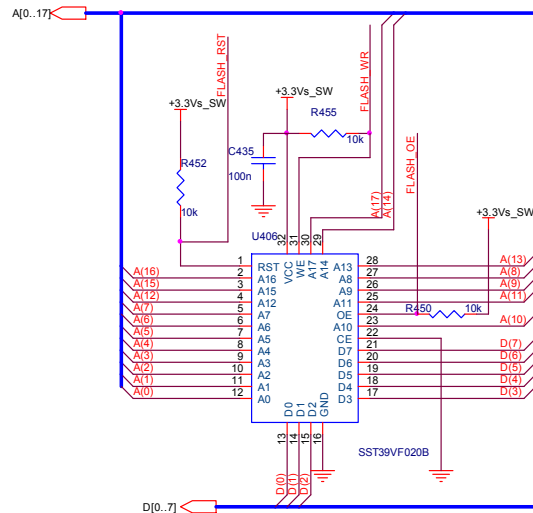 A[0..17]
FLASH_RST
FLASH_WR
+3.3Vs_SW
+3.3Vs_SW
R455
10k
C435
100n
R452
10k
FLASH_OE
A(17)
A(14)
+3.3Vs_SW
U406
32
31
30
29
VCC
WE
A17
A14
1 RST
A(16) 2 A16
A(15) 3 A15
A(12) 4 A12
A(7) 5 A7
A(6) 6 A6
A(5) 7 A5
A(4) 8 A4
A(3) 9 A3
A(2) 10 A2
A(1) 11 A1
A(0) 12 A0
A13 28 A(13)
A8 27 A(8)
A9 26 A(9)
A11 25 A(11)
OE 24 R450 10k
A10 23 A(10)
CE 22
D7 21 D(7)
D6 20 D(6)
D5 19 D(5)
D4 18 D(4)
D3 17 D(3)
D0
D1
D2
GND
13
14
15
16
SST39VF020B
D(0)
D(1)
D(2)
D[0..7]